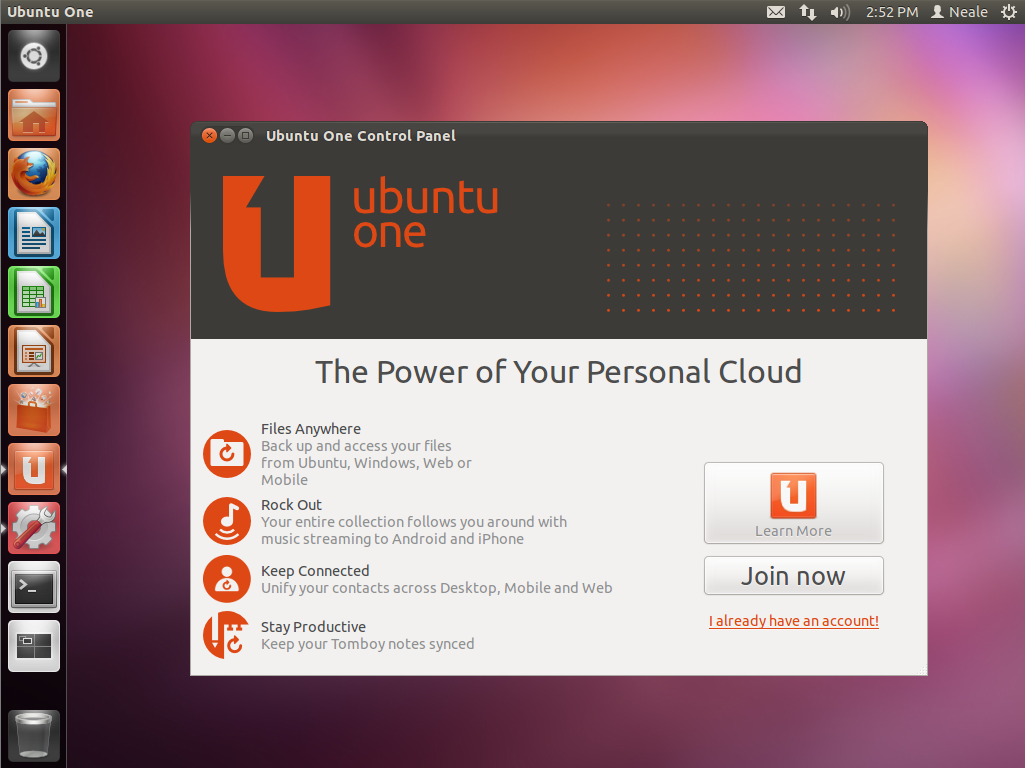 Ubuntu One
2:52 PM
Neale
Ubuntu One Control Panel
ubuntu
one
The Power of Your Personal Cloud
Files Anywhere
Back up and access your files
from Ubuntu, Windows, Web or
Mobile
Rock Out
Your entire collection follows you around with
music streaming to Android and iPhone
Keep Connected
Unify your contacts across Desktop, Mobile and Web
Stay Productive
Keep your Tomboy notes synced
Learn More
Join now
I already have an account!